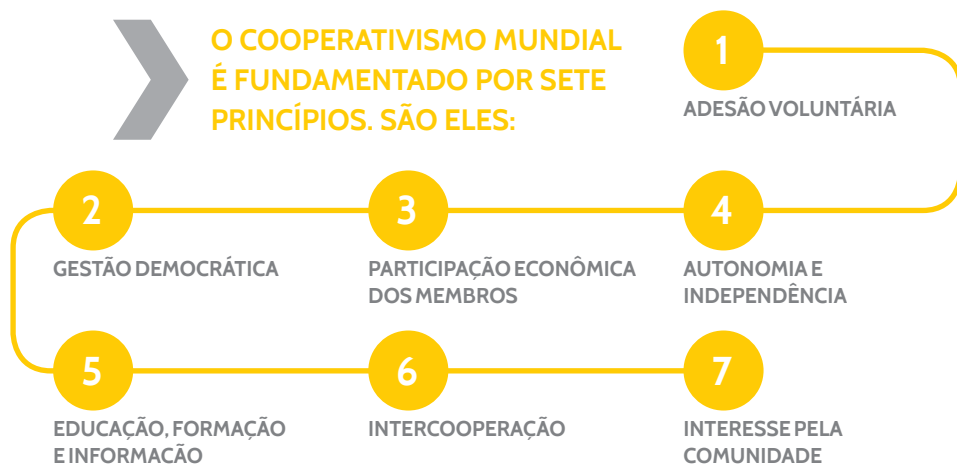 O COOPERATIVISMO MUNDIAL
É FUNDAMENTADO POR SETE
PRINCÍPIOS. SÃO ELES:
1
ADESÃO VOLUNTÁRIA
2
GESTÃO DEMOCRÁTICA
3
PARTICIPAÇÃO ECONÔMICA
DOS MEMBROS
4
AUTONOMIA E
INDEPENDÊNCIA
5
EDUCAÇÃO, FORMAÇÃO
E INFORMAÇÃO
6
INTERCOOPERAÇÃO
7
INTERESSE PELA
COMUNIDADE